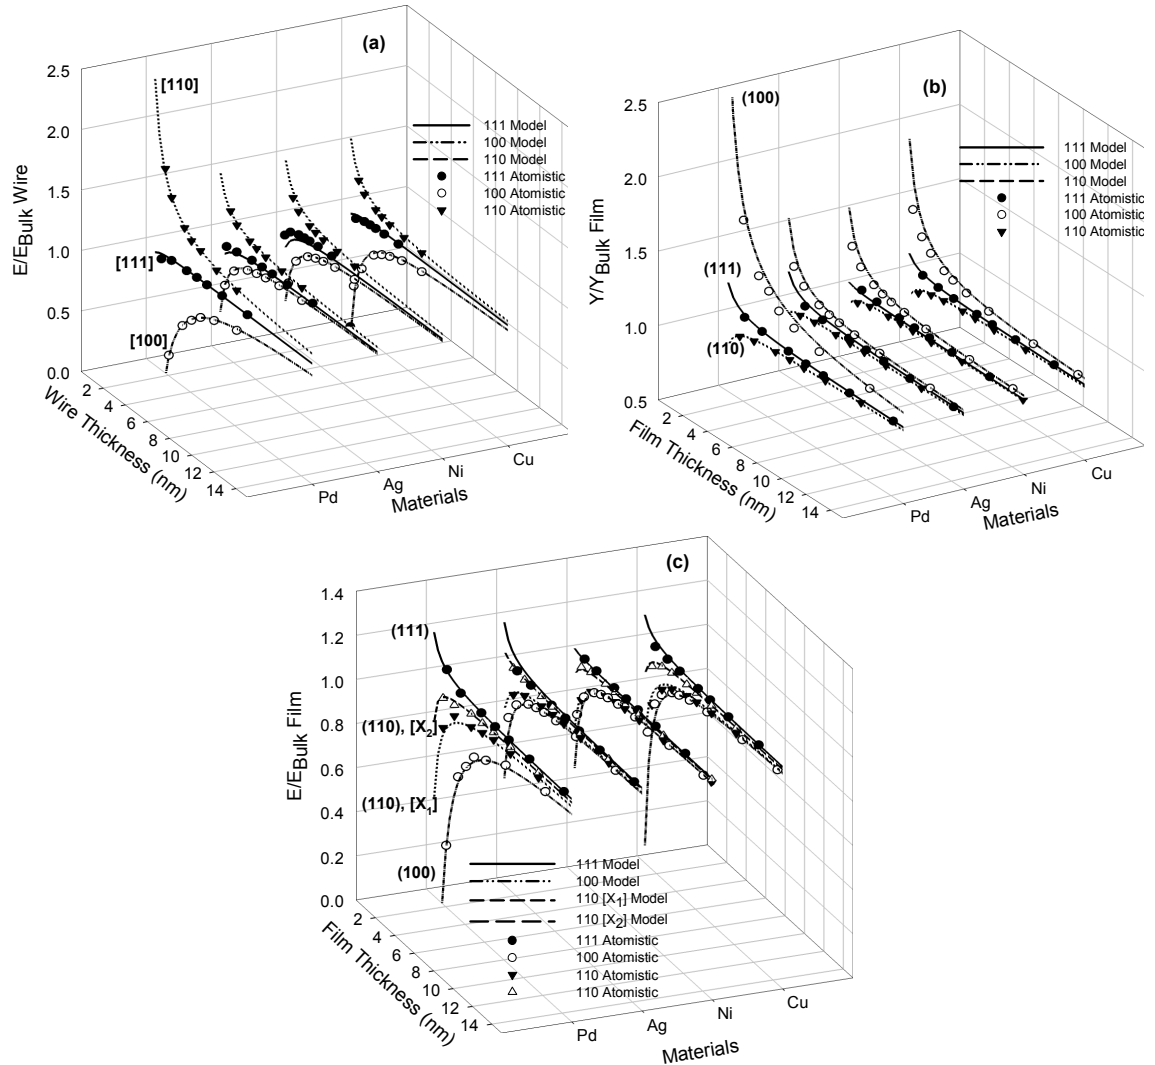 (a)
2.5
[110]
2.0
111 Model
100 Model
110 Model
1.5
111 Atomistic
100 Atomistic
110 Atomistic
1.0
[111]
0.5
[100]
0.0
E/EBulk Wire
2
4
6
8
10
12
14
Wire Thickness (nm)
Pd
Ag
Ni
Cu
Materials
(b)
2.5
(100)
2.0
111 Model
100 Model
110 Model
111 Atomistic
100 Atomistic
110 Atomistic
1.5
(111)
1.0
(110)
0.5
Y/YBulk Film
2
4
6
8
10
12
14
Film Thickness (nm)
Pd
Ag
Ni
Cu
Materials
(c)
1.4
1.2
(111)
1.0
0.8
(110), [X2]
0.6
0.4
(110), [X1]
0.2
(100)
0.0
E/EBulk Film
111 Model
100 Model
110 [X1] Model
110 [X2] Model
111 Atomistic
100 Atomistic
110 Atomistic
110 Atomistic
2
4
6
8
10
12
14
Film Thickness (nm)
Pd
Ag
Ni
Cu
Materials